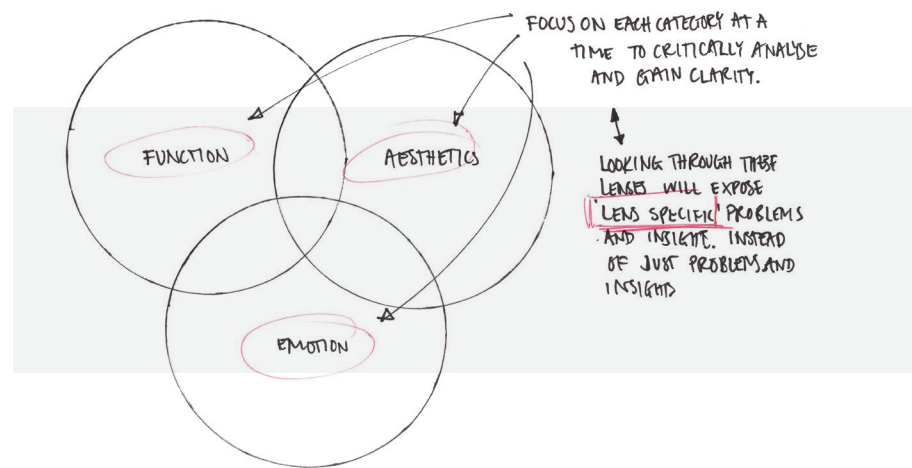 FOCUS ON EACH CATEGORY AT A
TIME TO CRITICALLY ANALYSE
AND GAIN CLARITY.
FUNCTION
AESTHETICS
LOOKING THROUGH THESE
LENSES WILL EXPOSE
'LENS SPECIFIC' PROBLEMS
AND INSIGHT. INSTEAD
OF JUST PROBLEMS AND
INSIGHTS
EMOTION